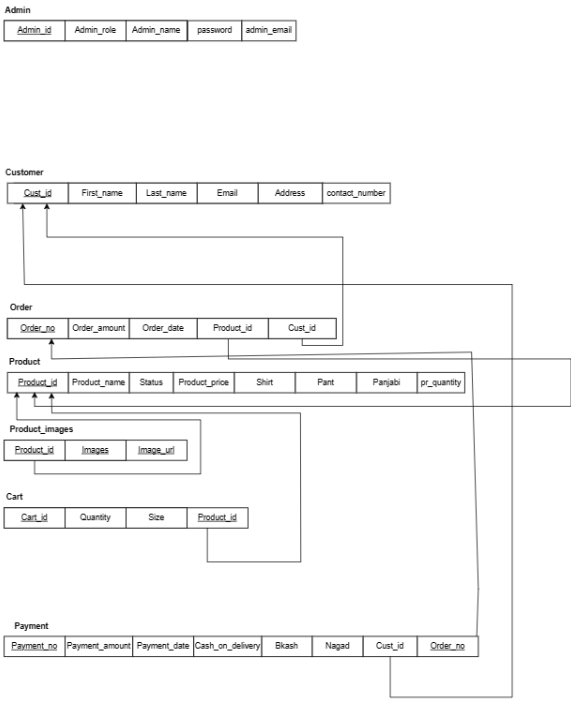 Admin
Admin_id Admin_role Admin_name password admin_email
Customer
Cust_id First_name Last_name Email Address contact_number
Order
Order_no Order_amount Order_date Product_id Cust_id
Product
Product_id Product_name Status Product_price Shirt Pant Panjabi pr_quantity
Product_images
Product_id Images Image_url
Cart
Cart_id Quantity Size Product_id
Payment
Payment_no Payment_amount Payment_date Cash_on_delivery Bkash Nagad Cust_id Order_no